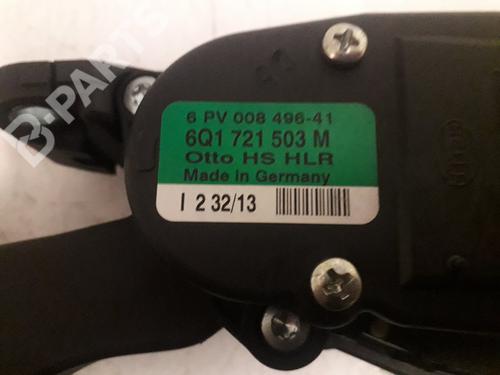 B-PARTS
6 PV 008 496-41
6Q1 721 503 M
Otto HS HLR
Made in Germany
I 2 32/13